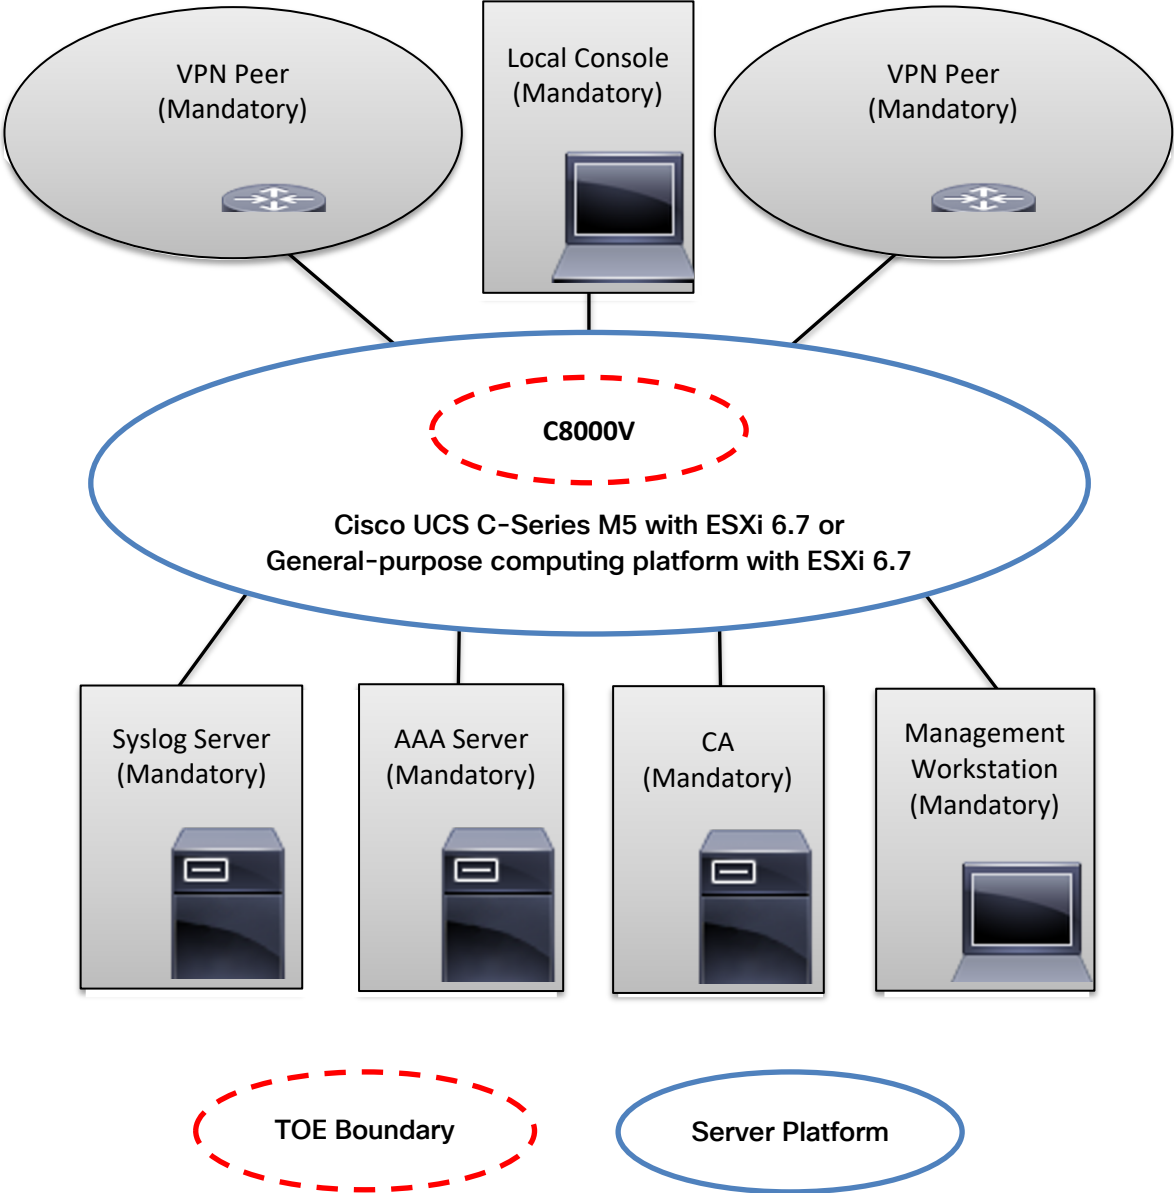 VPN Peer
(Mandatory)
Local Console
(Mandatory)
VPN Peer
(Mandatory)
C8000V
Cisco UCS C-Series M5 with ESXi 6.7 or
General-purpose computing platform with ESXi 6.7
Syslog Server
(Mandatory)
AAA Server
(Mandatory)
CA
(Mandatory)
Management
Workstation
(Mandatory)
TOE Boundary
Server Platform